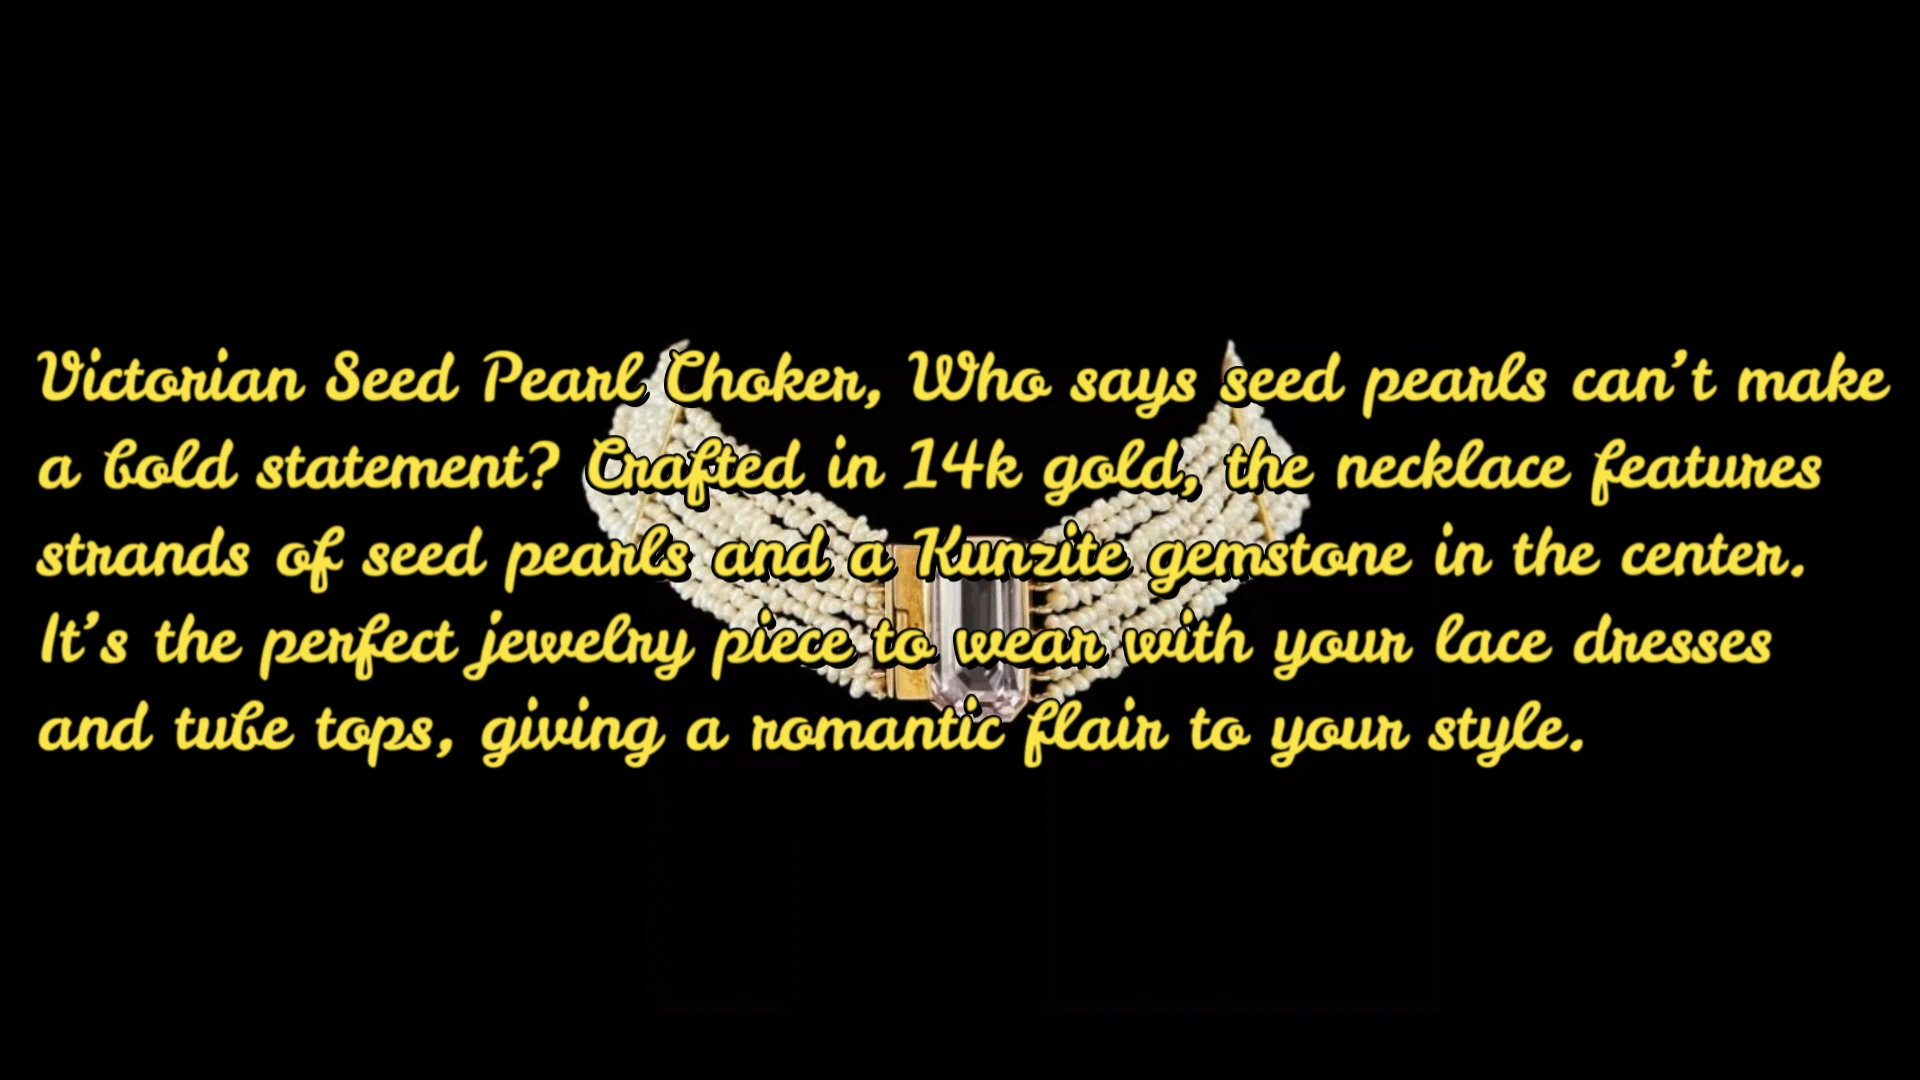 Victorian Seed Pearl Choker, Who says seed pearls can’t make
a bold statement? Crafted in 14k gold, the necklace features
strands of seed pearls and a Kunzite gemstone in the center.
It’s the perfect jewelry piece to wear with your lace dresses
and tube tops, giving a romantic flair to your style.